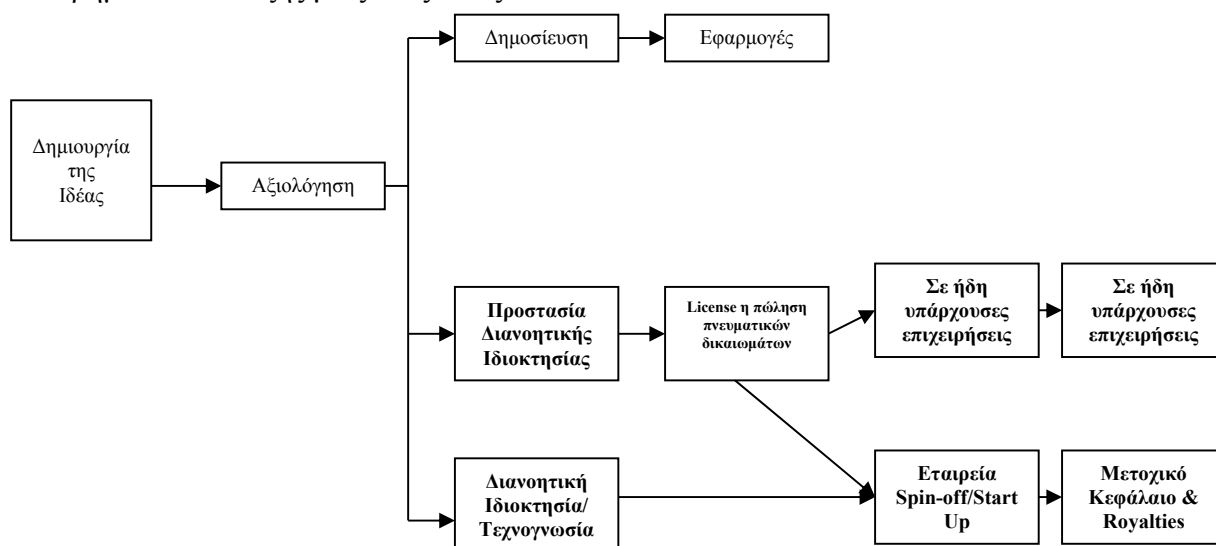 Δημοσίευση
Εφαρμογές
Δημιουργία
της
Ιδέας
Αξιολόγηση
Προστασία
Διανοητικής
Ιδιοκτησίας
License η πώληση
πνευματικών
δικαιωμάτων
Σε ήδη
υπάρχουσες
επιχειρήσεις
Σε ήδη
υπάρχουσες
επιχειρήσεις
Διανοητική
Ιδιοκτησία/
Τεχνογνωσία
Εταιρεία
Spin-off/Start
Up
Μετοχικό
Κεφάλαιο &
Royalties